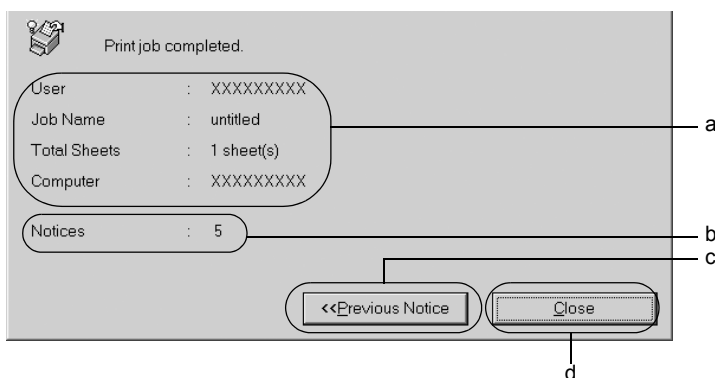 Print job completed.
User : XXXXXXXXX
Job Name : untitled
Total Sheets : 1 sheet(s)
Computer : XXXXXXXXX
a
Notices : 5
b
c
<<Previous Notice
Close
d